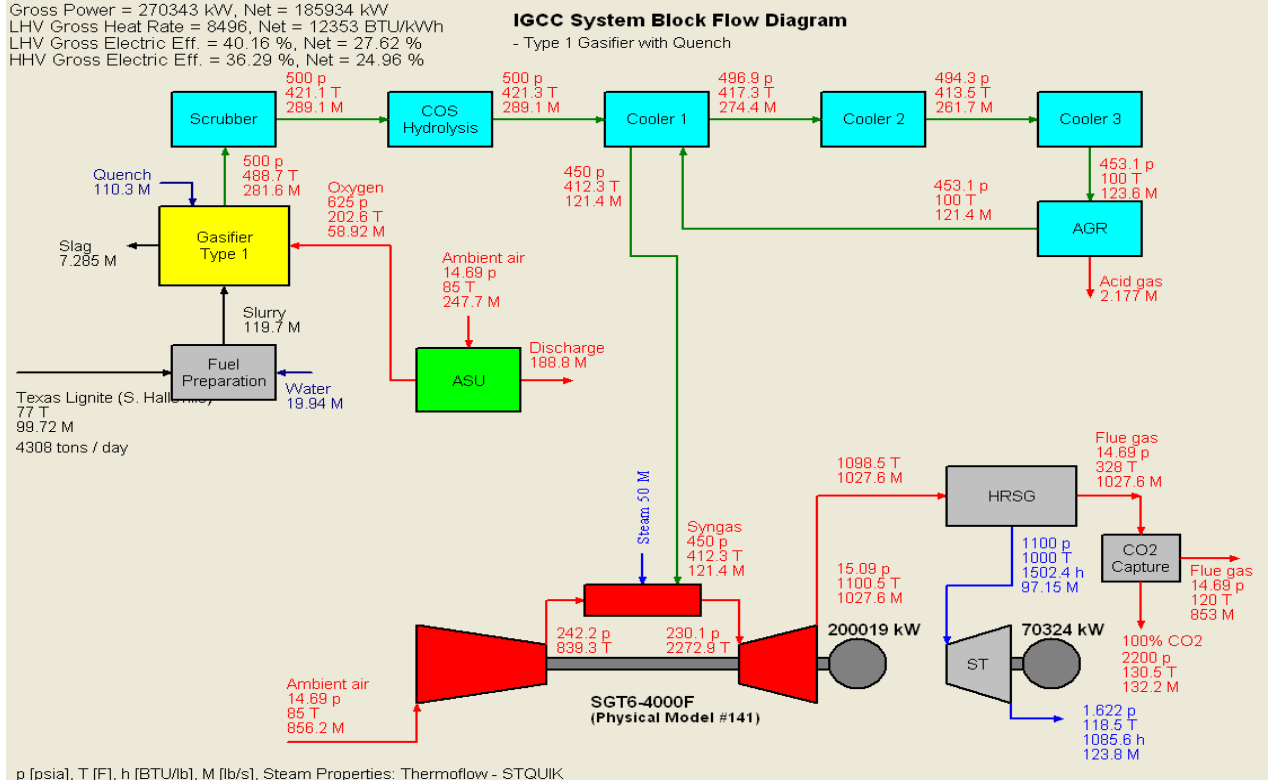 Gross Power = 270343 kW, Net = 185934 kW
LHV Gross Heat Rate = 8496, Net = 12353 BTU/kWh
LHV Gross Electric Eff. = 40.16 %, Net = 27.62 %
HHV Gross Electric Eff. = 36.29 %, Net = 24.96 %
IGCC System Block Flow Diagram
- Type 1 Gasifier with Quench
500 p
421.1 T
289.1 M
500 p
421.3 T
289.1 M
496.9 p
417.3 T
274.4 M
494.3 p
413.5 T
261.7 M
Scrubber
COS
Hydrolysis
Cooler 1
Cooler 2
Cooler 3
500 p
488.7 T
281.6 M
Quench
110.3 M
Oxygen
625 p
202.6 T
58.92 M
450 p
412.3 T
121.4 M
453.1 p
100 T
121.4 M
453.1 p
100 T
123.6 M
Gasifier
Type 1
AGR
Slag
7.285 M
Ambient air
14.69 p
85 T
247.7 M
Acid gas
2.177 M
Slurry
119.7 M
Fuel
Preparation
ASU
Discharge
188.8 M
Water
19.94 M
Texas Lignite (S. Hall
77 T
99.72 M
4308 tons / day
Steam 50 M
Syngas
450 p
412.3 T
121.4 M
1098.5 T
1027.6 M
HRSG
Flue gas
14.69 p
328 T
1027.6 M
15.09 p
1100.5 T
1027.6 M
1100 p
1000 T
1502.4 h
97.15 M
CO2
Capture
Flue gas
14.69 p
120 T
853 M
242.2 p
839.3 T
230.1 p
2272.9 T
200019 kW
70324 kW
ST
100% CO2
2200 p
130.5 T
132.2 M
Ambient air
14.69 p
85 T
856.2 M
SGT6-4000F
(Physical Model #141)
1.622 p
118.5 T
1085.6 h
123.8 M
p [psia], T [F], h [BTU/lb], M [lb/s], Steam Properties: Thermoflow - STQUIK